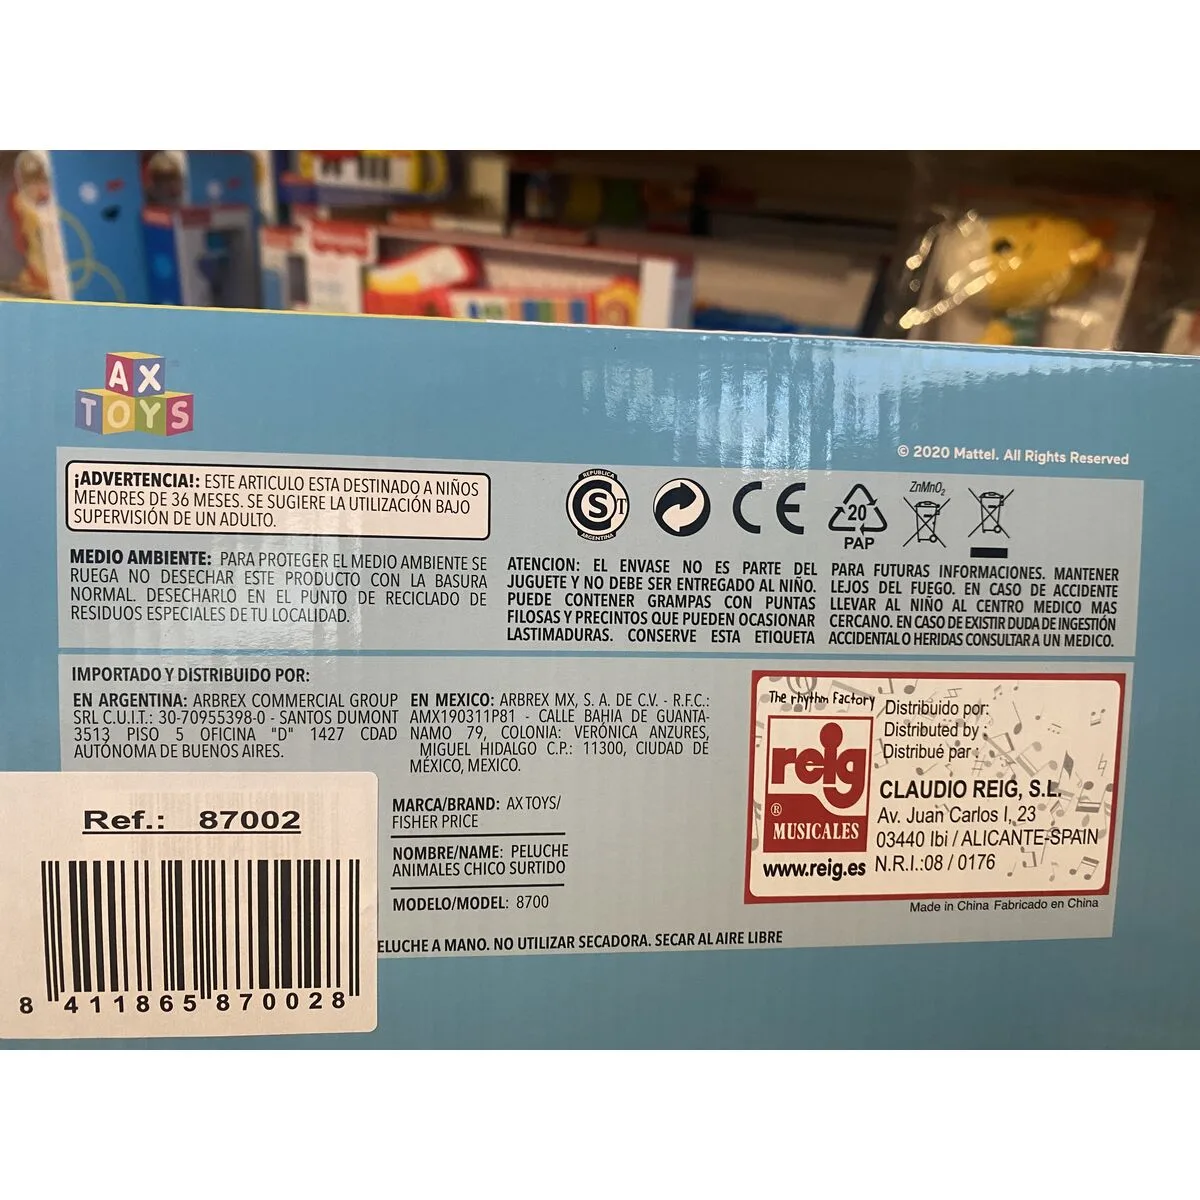 AX
TOYS
© 2020 Mattel. All Rights Reserved
¡ADVERTENCIA!: ESTE ARTICULO ESTA DESTINADO A NIÑOS
MENORES DE 36 MESES. SE SUGIERE LA UTILIZACIÓN BAJO
SUPERVISIÓN DE UN ADULTO.
MEDIO AMBIENTE: PARA PROTEGER EL MEDIO AMBIENTE SE
RUEGA NO DESECHAR ESTE PRODUCTO CON LA BASURA
NORMAL. DESECHARLO EN EL PUNTO DE RECICLADO DE
RESIDUOS ESPECIALES DE TU LOCALIDAD.
REPUBLICA
S T
ARGENTINA
CE
20
PAP
ZnMnO2
ATENCION: EL ENVASE NO ES PARTE DEL
JUGUETE Y NO DEBE SER ENTREGADO AL NIÑO.
PUEDE CONTENER GRAMPAS CON PUNTAS
FILOSAS Y PRECINTOS QUE PUEDEN OCASIONAR
LASTIMADURAS. CONSERVE ESTA ETIQUETA
PARA FUTURAS INFORMACIONES. MANTENER
LEJOS DEL FUEGO. EN CASO DE ACCIDENTE
LLEVAR AL NIÑO AL CENTRO MEDICO MAS
CERCANO. EN CASO DE EXISTIR DUDA DE INGESTIÓN
ACCIDENTAL O HERIDAS CONSULTAR A UN MEDICO.
IMPORTADO Y DISTRIBUIDO POR:
EN ARGENTINA: ARBREX COMMERCIAL GROUP
SRL C.U.I.T.: 30-70955398-0 - SANTOS DUMONT
3513 PISO 5 OFICINA "D" 1427 CDAD
AUTÓNOMA DE BUENOS AIRES.
EN MEXICO: ARBREX MX, S. A. DE C.V. - R.F.C.:
AMX190311P81 - CALLE BAHIA DE GUANTA-
NAMO 79, COLONIA: VERÓNICA ANZURES,
MIGUEL HIDALGO C.P.: 11300, CIUDAD DE
MÉXICO, MEXICO.
MARCA/BRAND: AX TOYS/
FISHER PRICE
NOMBRE/NAME: PELUCHE
ANIMALES CHICO SURTIDO
MODELO/MODEL: 8700
ELUCHE A MANO. NO UTILIZAR SECADORA. SECAR AL AIRE LIBRE
The rhythm Factory
reig
®
MUSICALES
www.reig.es
Distribuido por:
Distributed by :
Distribué par :
CLAUDIO REIG, S.L.
Av. Juan Carlos I, 23
03440 Ibi / ALICANTE-SPAIN
N.R.I.:08 / 0176
Made in China Fabricado en China
Ref.: 87002
8 411865 870028